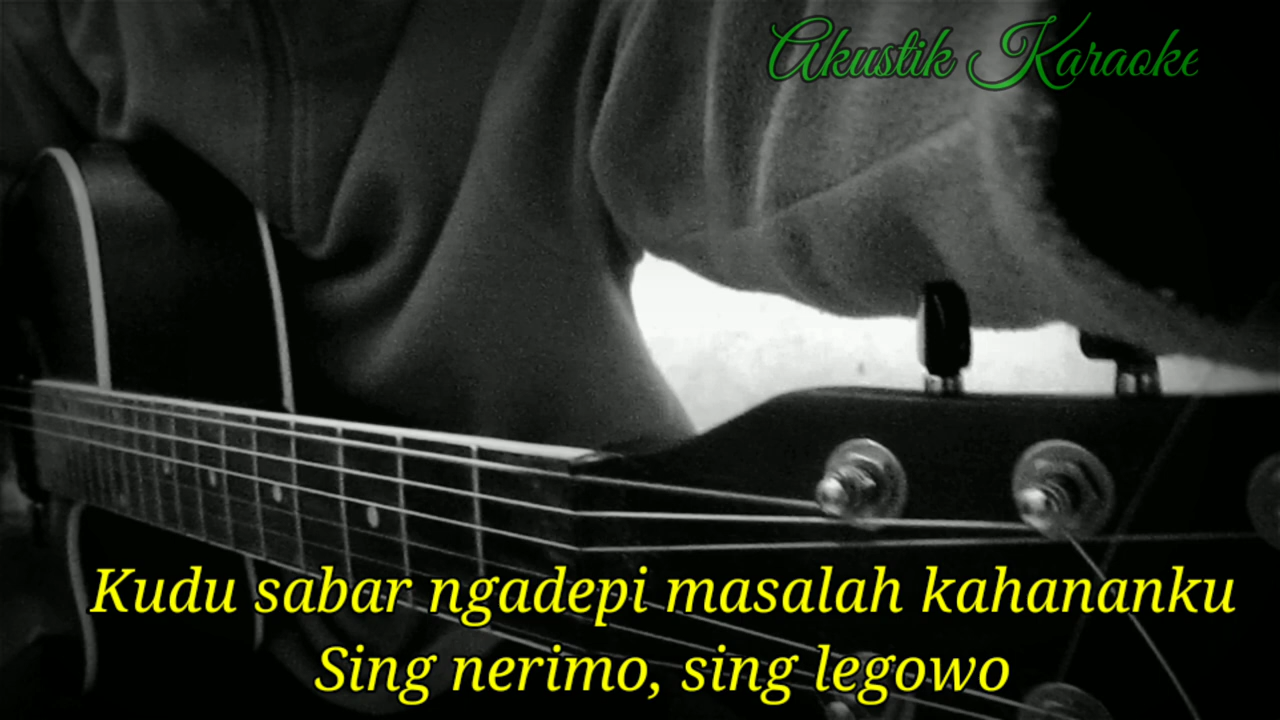 Akustik Karaoke
Kudu sabar ngadepi masalah kahananku
Sing nerimo, sing legowo